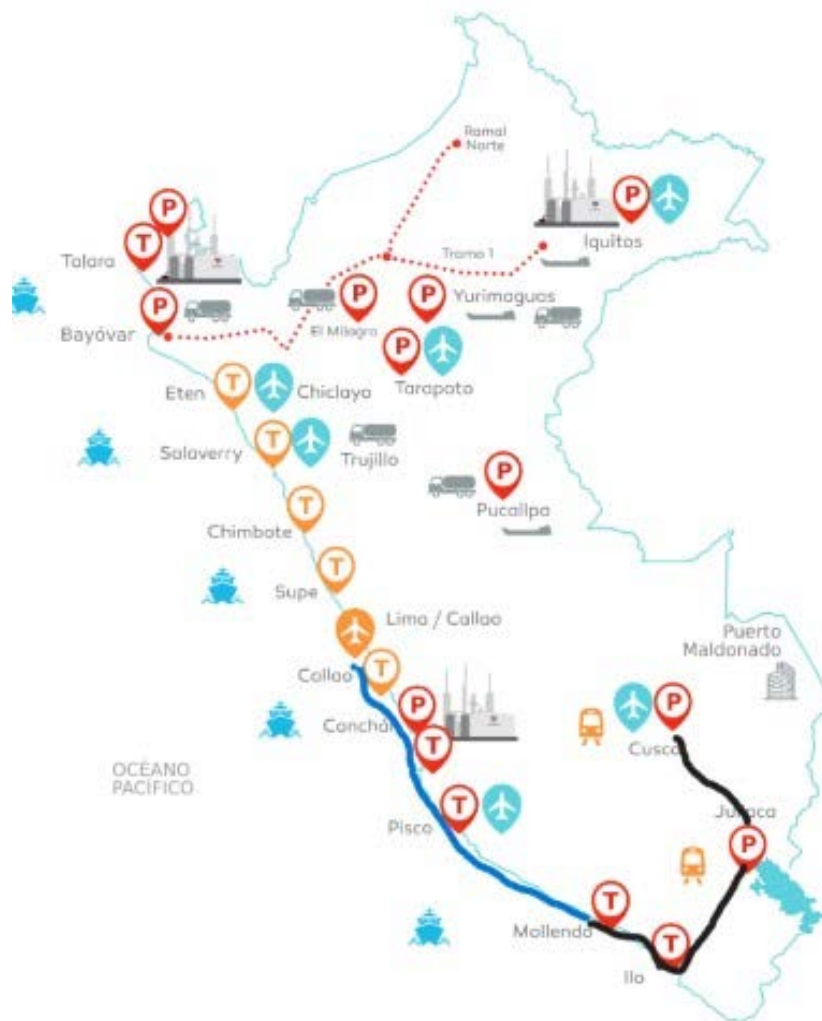 Ramal
Norte
P
P
T
Talara
Iquitos
Tramo 1
P
Bayóvar
P
El Milagro
P
Yurimaguas
P
Tarapoto
Eten
T
Chiclayo
Salaverry
T
Trujillo
P
Pucallpa
Chimbote
T
Supe
T
Lima / Callao
Callao
T
Puerto
Maldonado
Conchán
P
T
P
Cusco
OCÉANO
PACÍFICO
Pisco
T
Juliaca
P
Mollendo
T
Ilo
T